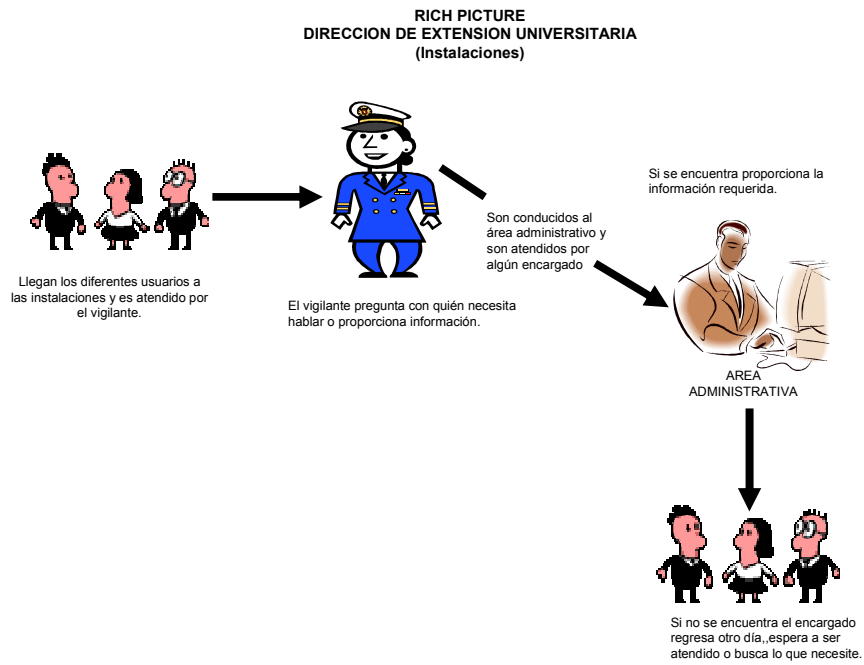 RICH PICTURE
DIRECCION DE EXTENSION UNIVERSITARIA
(Instalaciones)
Llegan los diferentes usuarios a
las instalaciones y es atendido por
el vigilante.
El vigilante pregunta con quién necesita
hablar o proporciona información.
Son conducidos al
área administrativo y
son atendidos por
algún encargado
Si se encuentra proporciona la
información requerida.
AREA
ADMINISTRATIVA
Si no se encuentra el encargado
regresa otro día,,espera a ser
atendido o busca lo que necesite.